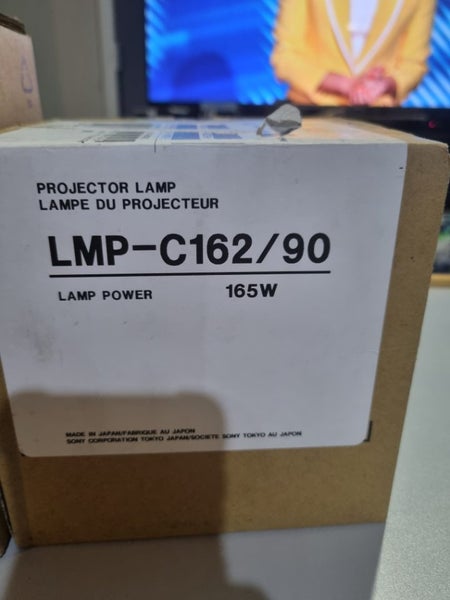 PROJECTOR LAMP
LAMPE DU PROJECTEUR
LMP-C162/90
LAMP POWER 165W
MADE IN JAPAN/FABRIQUE AU JAPON
SONY CORPORATION TOKYO JAPAN/SOCIETE SONY TOKYO AU JAPON